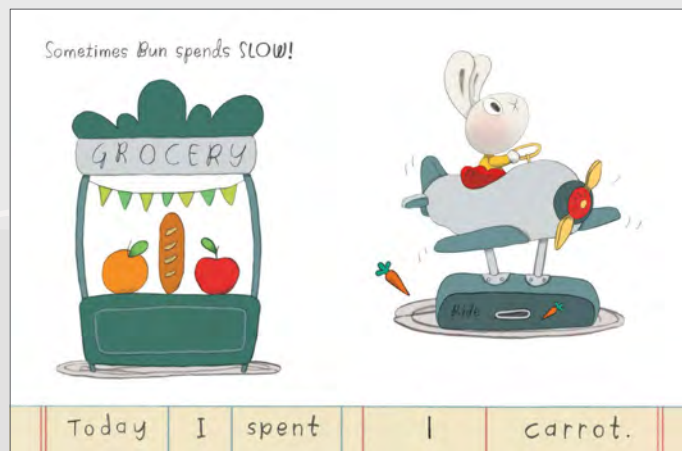 Sometimes Bun spends SLOW!
GROCERY
Ride
Today I spent 1 carrot.